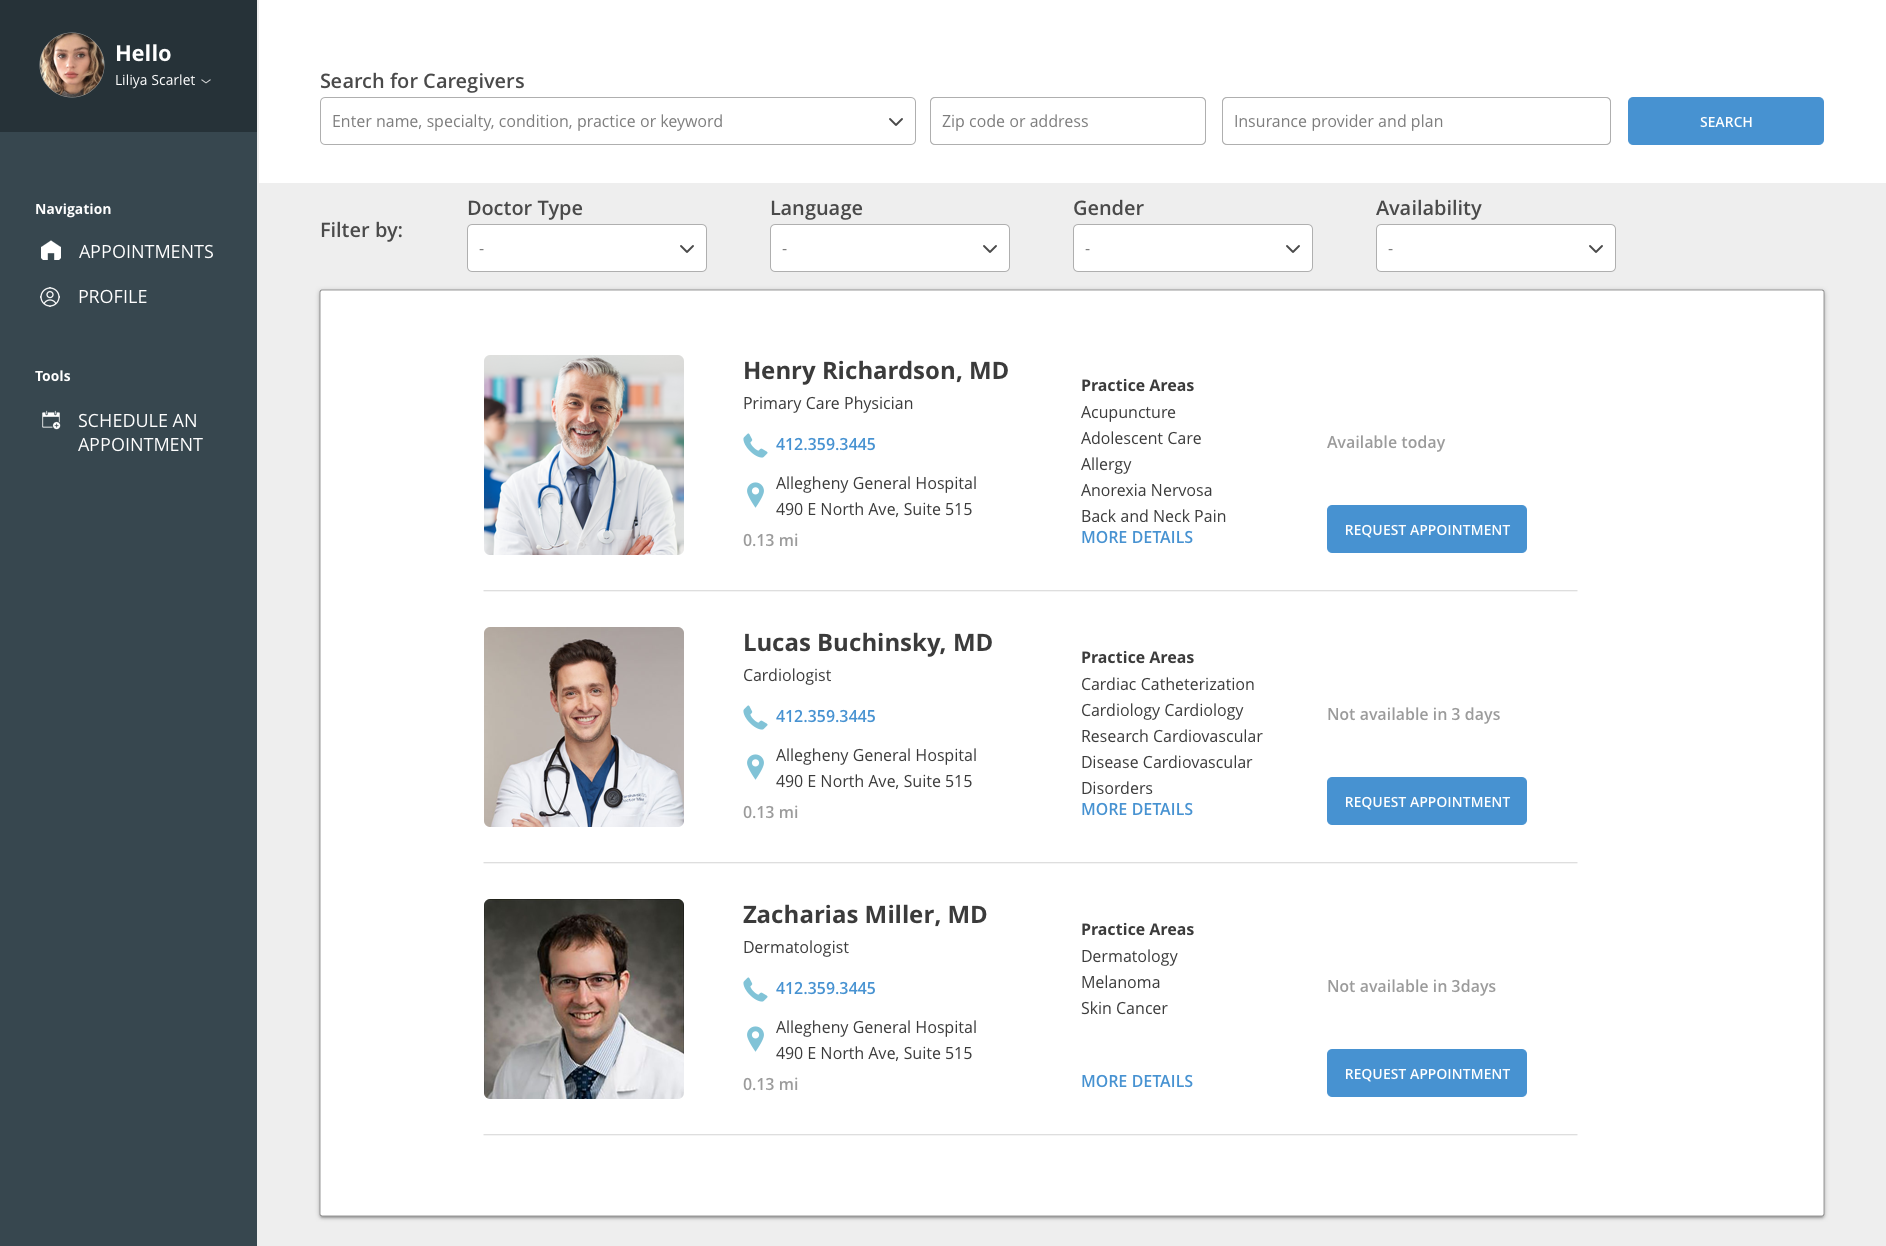 Hello
Liliya Scarlet
Navigation
APPOINTMENTS
PROFILE
Tools
SCHEDULE AN
APPOINTMENT
Search for Caregivers
Enter name, specialty, condition, practice or keyword
Zip code or address
Insurance provider and plan
SEARCH
Filter by:
Doctor Type
-
Language
-
Gender
-
Availability
-
Henry Richardson, MD
Primary Care Physician
412.359.3445
Allegheny General Hospital
490 E North Ave, Suite 515
0.13 mi
Practice Areas
Acupuncture
Adolescent Care
Allergy
Anorexia Nervosa
Back and Neck Pain
MORE DETAILS
Available today
REQUEST APPOINTMENT
Lucas Buchinsky, MD
Cardiologist
412.359.3445
Allegheny General Hospital
490 E North Ave, Suite 515
0.13 mi
Practice Areas
Cardiac Catheterization
Cardiology Cardiology
Research Cardiovascular
Disease Cardiovascular
Disorders
MORE DETAILS
Not available in 3 days
REQUEST APPOINTMENT
Zacharias Miller, MD
Dermatologist
412.359.3445
Allegheny General Hospital
490 E North Ave, Suite 515
0.13 mi
Practice Areas
Dermatology
Melanoma
Skin Cancer
MORE DETAILS
Not available in 3days
REQUEST APPOINTMENT